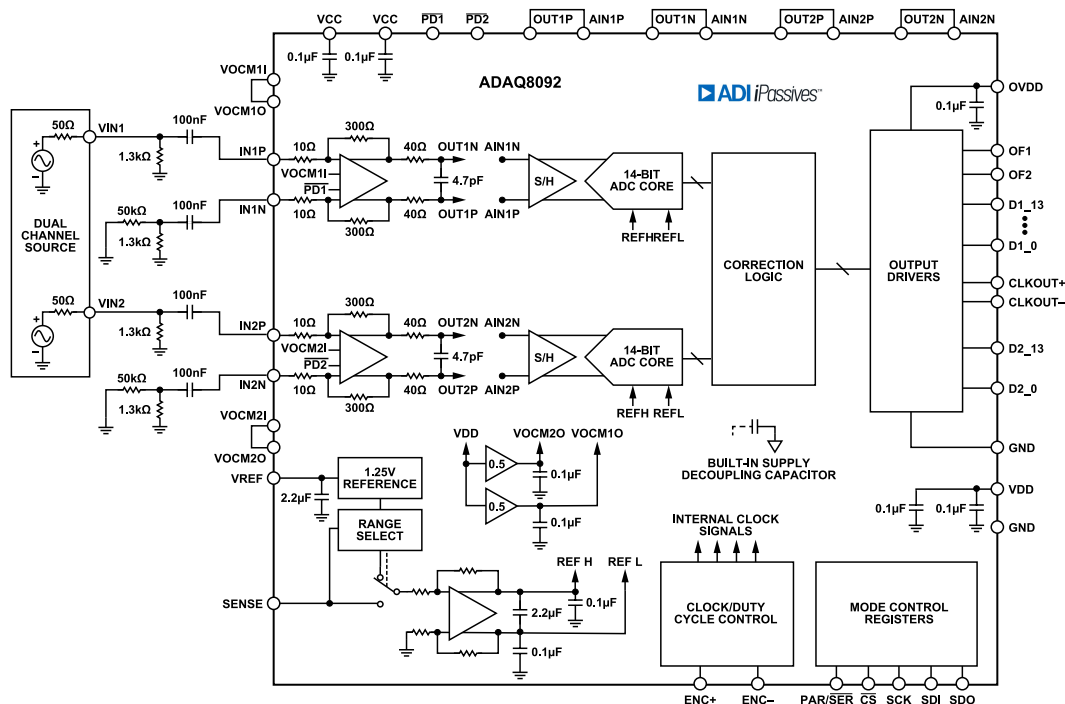 VCC VCC PD1 PD2 OUT1P AIN1P OUT1N AIN1N OUT2P AIN2P OUT2N AIN2N
0.1µF 0.1µF
VOCM1I
VOCM1O
ADAQ8092
ADI iPassives™
OVDD
0.1µF
50Ω VIN1 100nF
1.3kΩ
IN1P
10Ω 300Ω 40Ω OUT1N AIN1N
VOCM1I
PD1
4.7pF
S/H
14-BIT
ADC CORE
IN1N
10Ω 300Ω 40Ω OUT1P AIN1P
REFH REFL
50kΩ 100nF
1.3kΩ
DUAL
CHANNEL
SOURCE
CORRECTION
LOGIC
OUTPUT
DRIVERS
OF1
OF2
D1_13
D1_0
CLKOUT+
CLKOUT–
D2_13
D2_0
GND
50Ω VIN2 100nF
1.3kΩ
IN2P
10Ω 300Ω 40Ω OUT2N AIN2N
VOCM2I
PD2
4.7pF
S/H
14-BIT
ADC CORE
IN2N
10Ω 300Ω 40Ω OUT2P AIN2P
REFH REFL
50kΩ 100nF
1.3kΩ
VOCM2I
VOCM2O
VDD VOCM2O VOCM1O
0.5 0.1µF
0.5 0.1µF
BUILT-IN SUPPLY
DECOUPLING CAPACITOR
VREF
2.2µF
1.25V
REFERENCE
RANGE
SELECT
VDD
0.1µF 0.1µF
GND
SENSE
REF H REF L
2.2µF 0.1µF
0.1µF
INTERNAL CLOCK
SIGNALS
CLOCK/DUTY
CYCLE CONTROL
MODE CONTROL
REGISTERS
ENC+ ENC– PAR/SER CS SCK SDI SDO